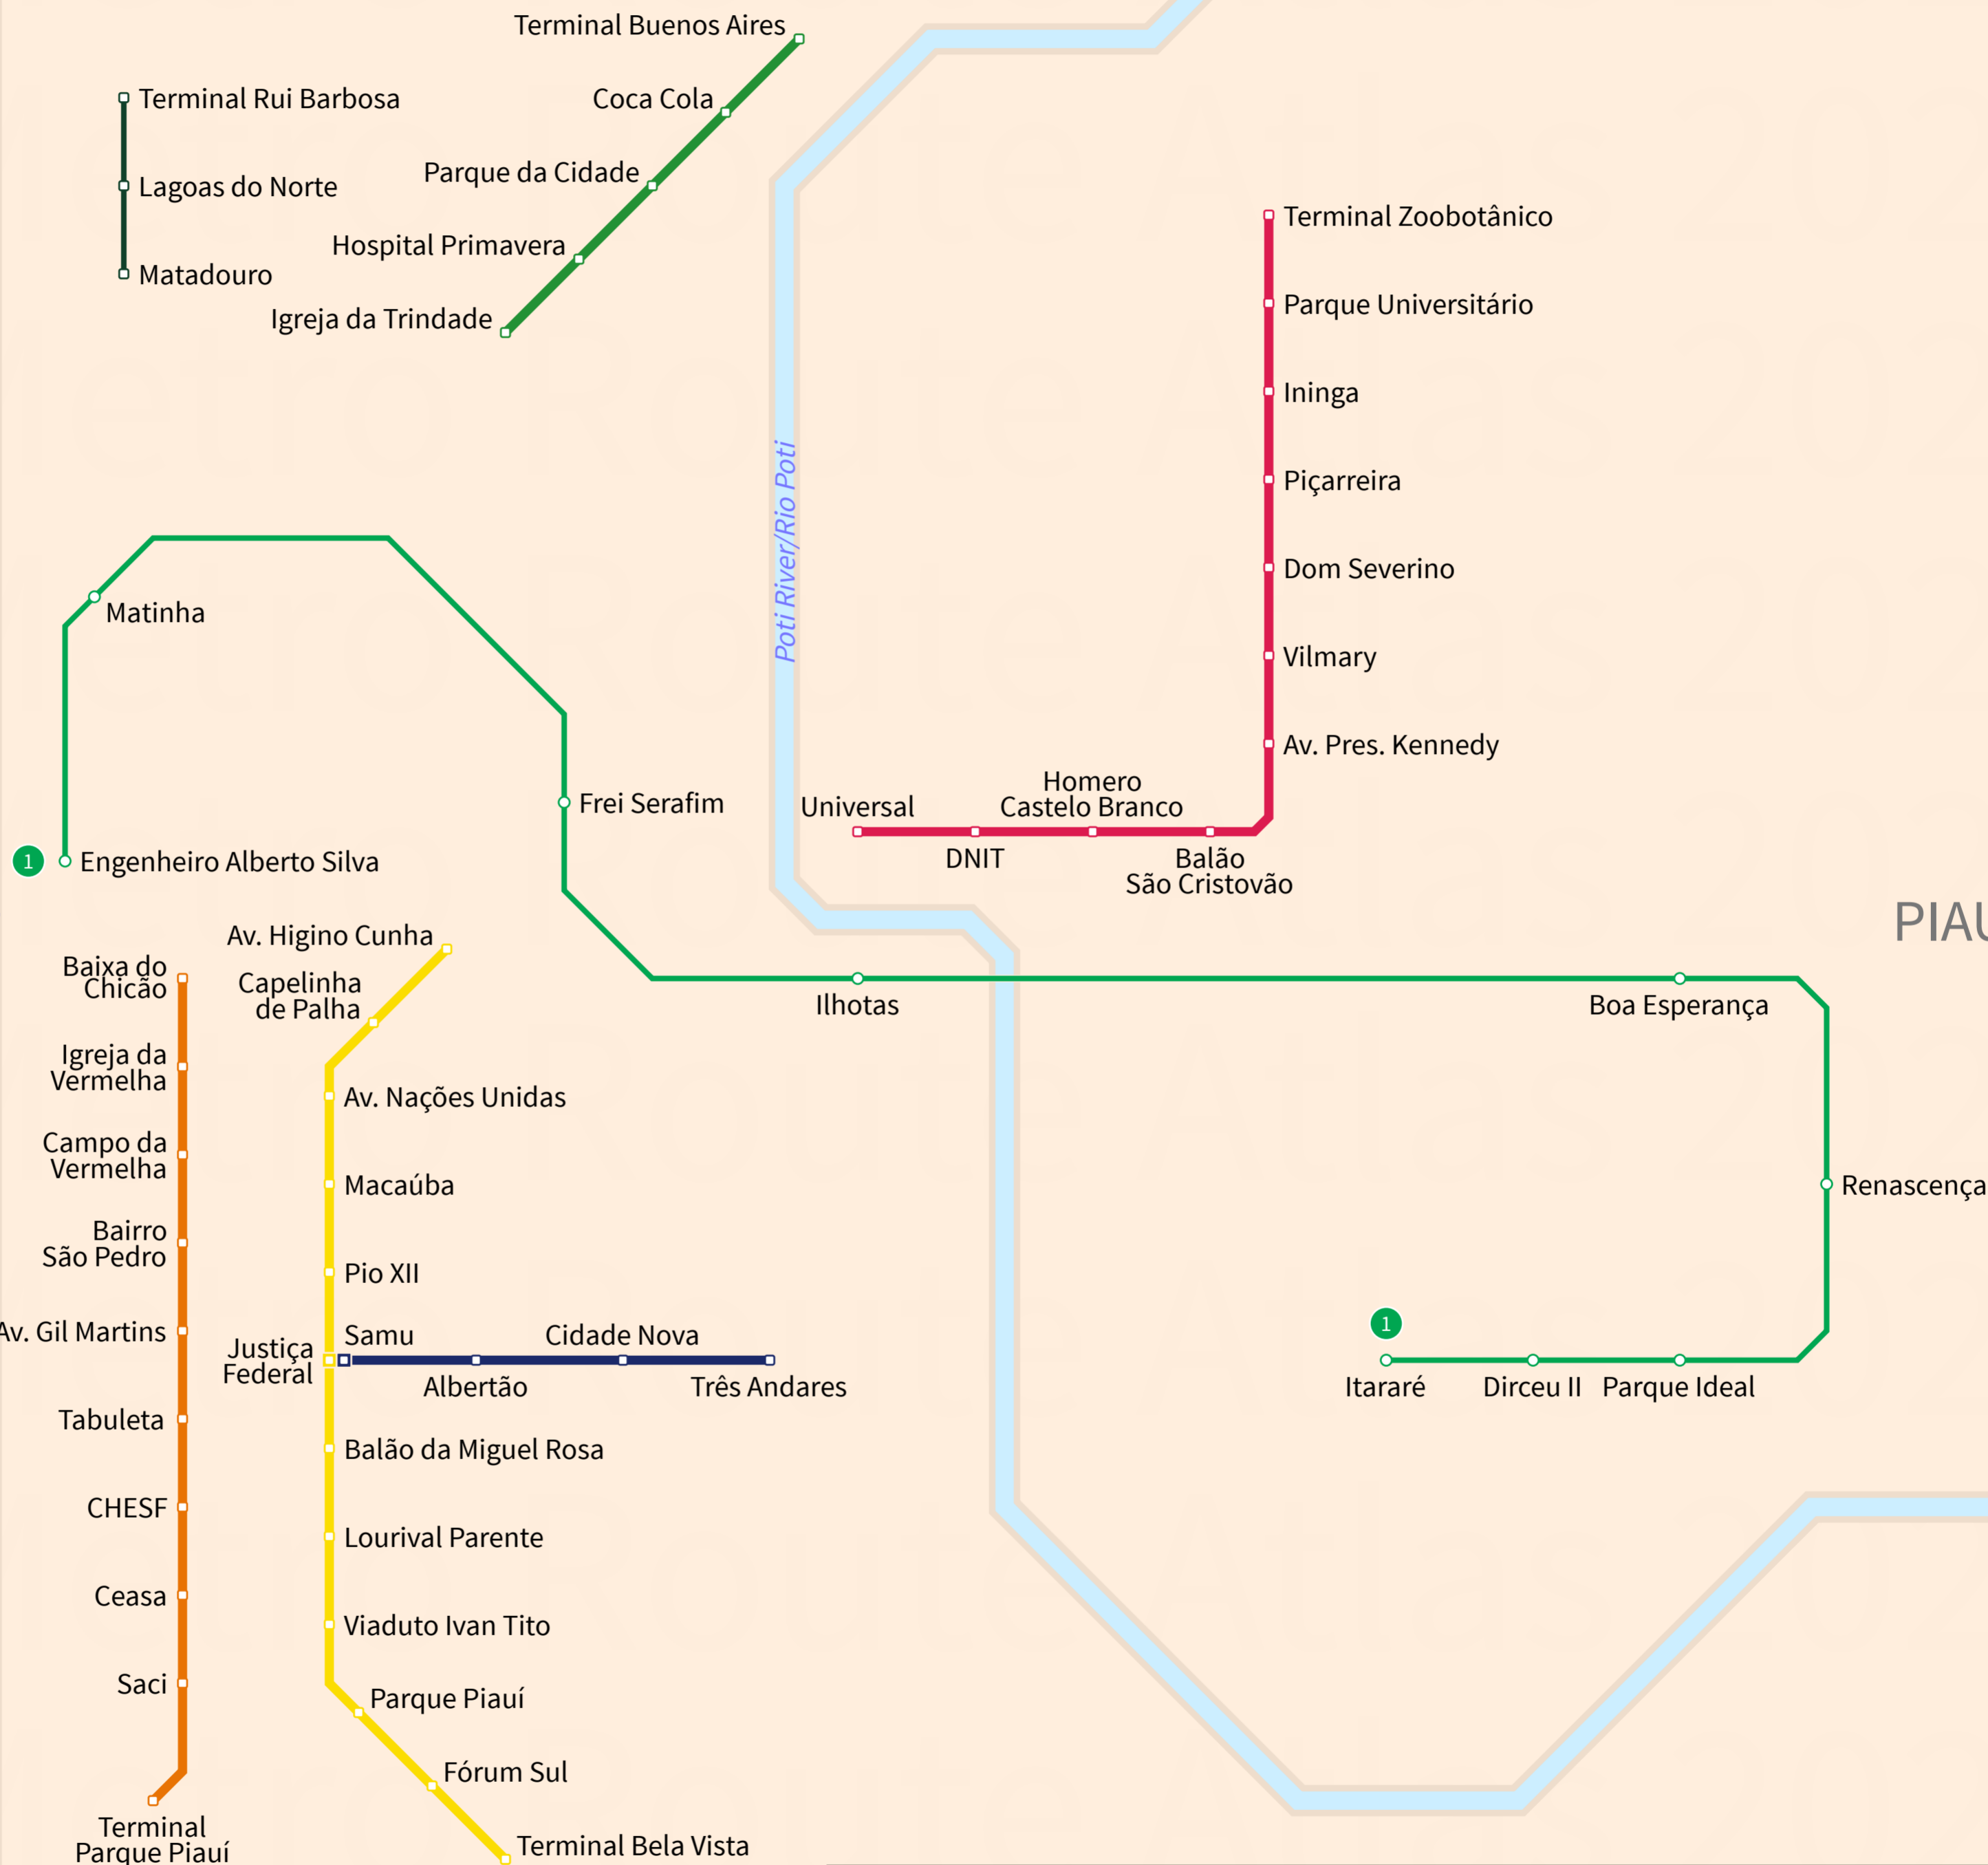 Terminal Buenos Aires
Coca Cola
Parque da Cidade
Hospital Primavera
Igreja da Trindade
Terminal Rui Barbosa
Lagoas do Norte
Matadouro
Poti River/Rio Poti
Terminal Zoobotânico
Parque Universitário
Ininga
Piçarreira
Dom Severino
Vilmary
Av. Pres. Kennedy
Homero
Castelo Branco
Universal
DNIT
Balão
São Cristovão
PIAU
Matinha
Frei Serafim
1
Engenheiro Alberto Silva
Ilhotas
Boa Esperança
Renascença
1
Itararé
Dirceu II
Parque Ideal
Av. Higino Cunha
Capelinha
de Palha
Av. Nações Unidas
Macaúba
Pio XII
Justiça
Federal
Samu
Albertão
Cidade Nova
Três Andares
Balão da Miguel Rosa
Lourival Parente
Viaduto Ivan Tito
Parque Piauí
Fórum Sul
Terminal Bela Vista
Baixa do
Chicão
Igreja da
Vermelha
Campo da
Vermelha
Bairro
São Pedro
Av. Gil Martins
Tabuleta
CHESF
Ceasa
Saci
Terminal
Parque Piauí